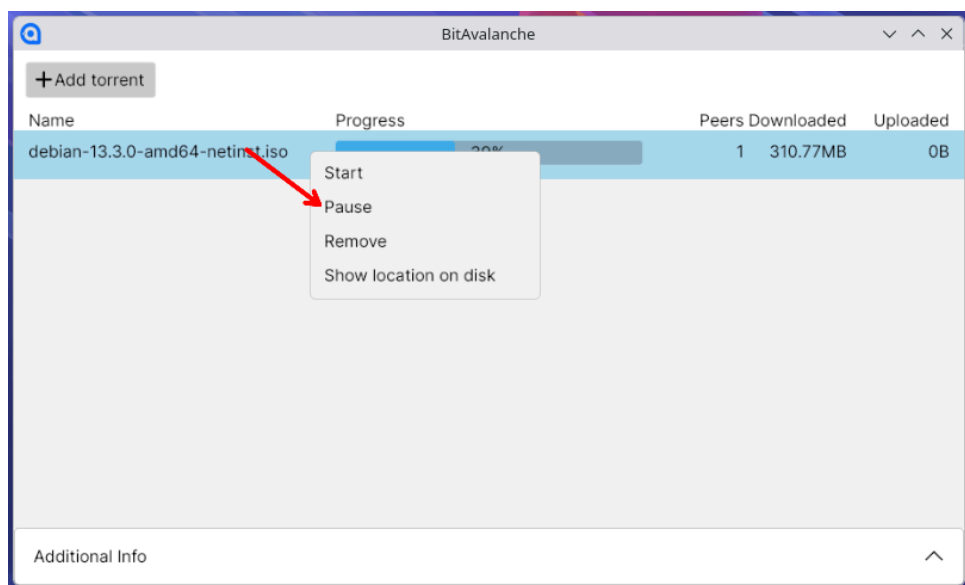 BitAvalanche
+Add torrent
Name Progress Peers Downloaded Uploaded
debian-13.3.0-amd64-netinst.iso 1 310.77MB 0B
Start
Pause
Remove
Show location on disk
Additional Info